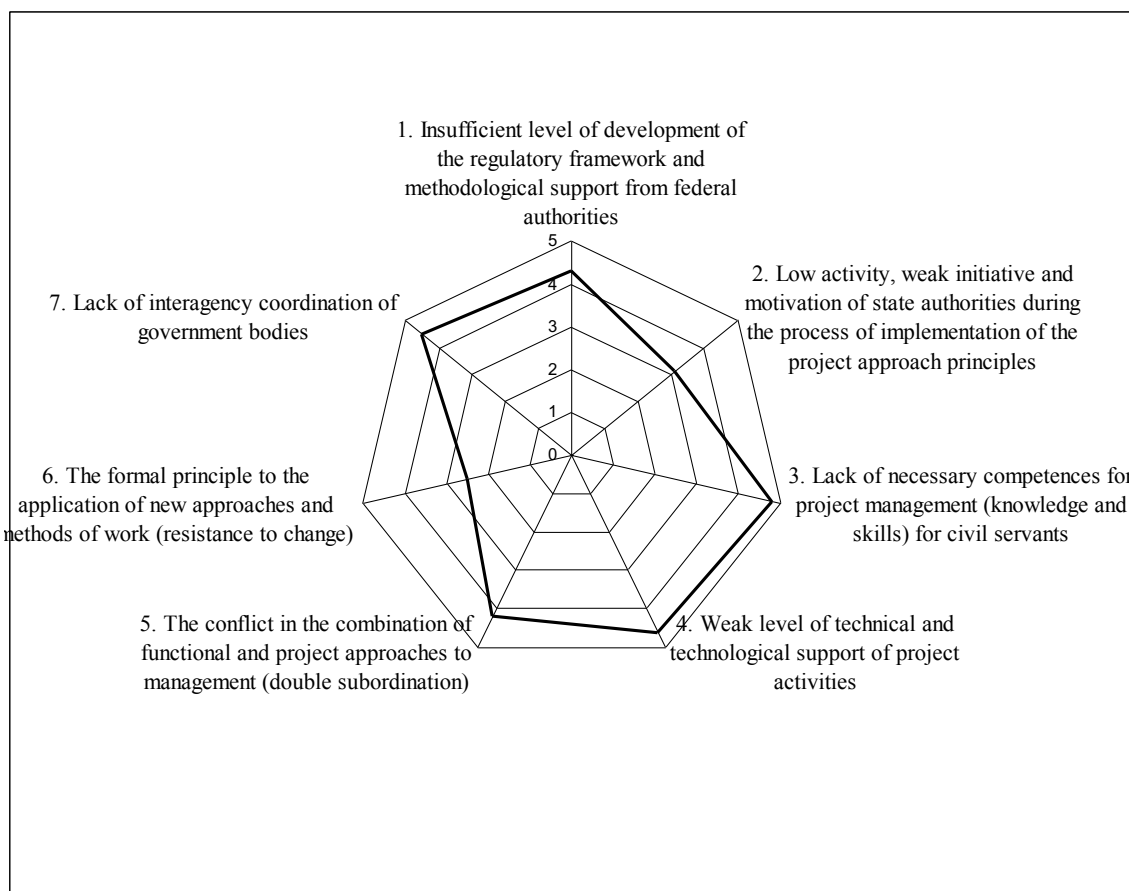 1. Insufficient level of development of
the regulatory framework and
methodological support from federal
authorities
5
4
3
2
1
0
2. Low activity, weak initiative and
motivation of state authorities during
the process of implementation of the
project approach principles
3. Lack of necessary competences for
project management (knowledge and
skills) for civil servants
4. Weak level of technical and
technological support of project
activities
5. The conflict in the combination of
functional and project approaches to
management (double subordination)
6. The formal principle to the
application of new approaches and
nethods of work (resistance to change)
7. Lack of interagency coordination of
government bodies